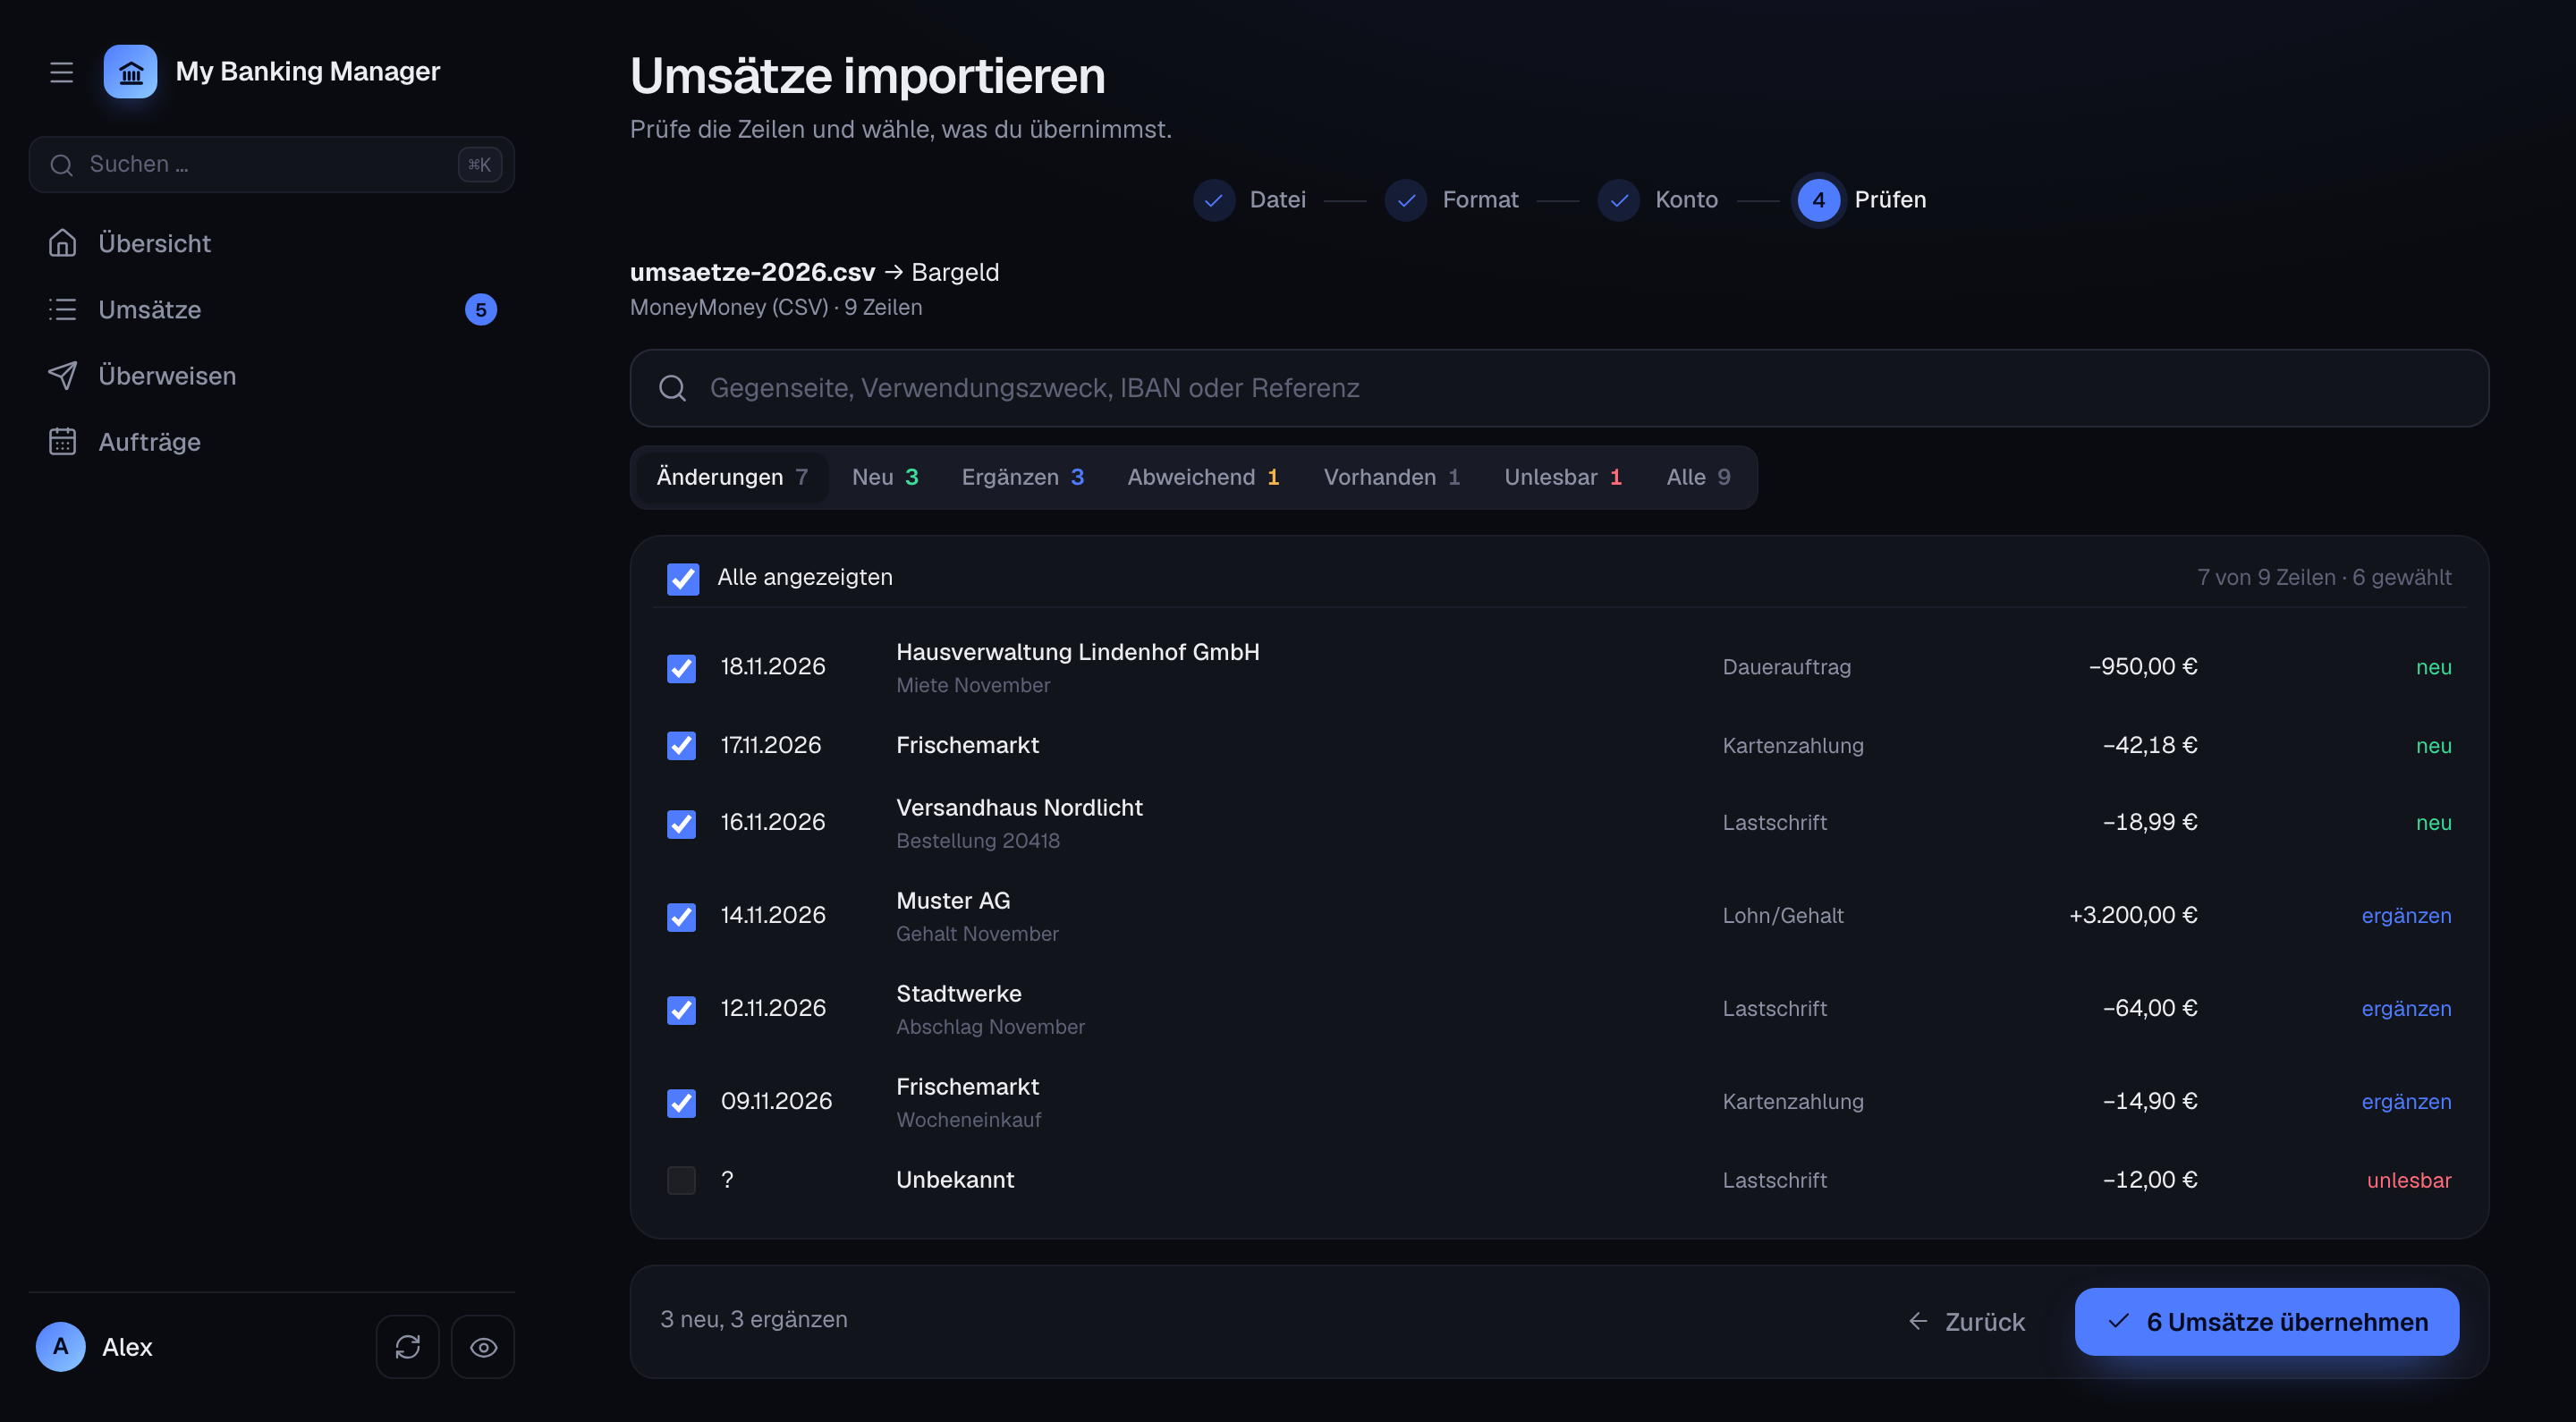 My Banking Manager
Suchen …
⌘K
Übersicht
Umsätze 5
Überweisen
Aufträge
A Alex
Umsätze importieren
Prüfe die Zeilen und wähle, was du übernimmst.
Datei Format Konto 4 Prüfen
umsaetze-2026.csv → Bargeld
MoneyMoney (CSV) · 9 Zeilen
Gegenseite, Verwendungszweck, IBAN oder Referenz
Änderungen 7 Neu 3 Ergänzen 3 Abweichend 1 Vorhanden 1 Unlesbar 1 Alle 9
Alle angezeigten 7 von 9 Zeilen · 6 gewählt
18.11.2026 Hausverwaltung Lindenhof GmbH Dauerauftrag −950,00 € neu
Miete November
17.11.2026 Frischemarkt Kartenzahlung −42,18 € neu
16.11.2026 Versandhaus Nordlicht Lastschrift −18,99 € neu
Bestellung 20418
14.11.2026 Muster AG Lohn/Gehalt +3.200,00 € ergänzen
Gehalt November
12.11.2026 Stadtwerke Lastschrift −64,00 € ergänzen
Abschlag November
09.11.2026 Frischemarkt Kartenzahlung −14,90 € ergänzen
Wocheneinkauf
? Unbekannt Lastschrift −12,00 € unlesbar
3 neu, 3 ergänzen
← Zurück
6 Umsätze übernehmen